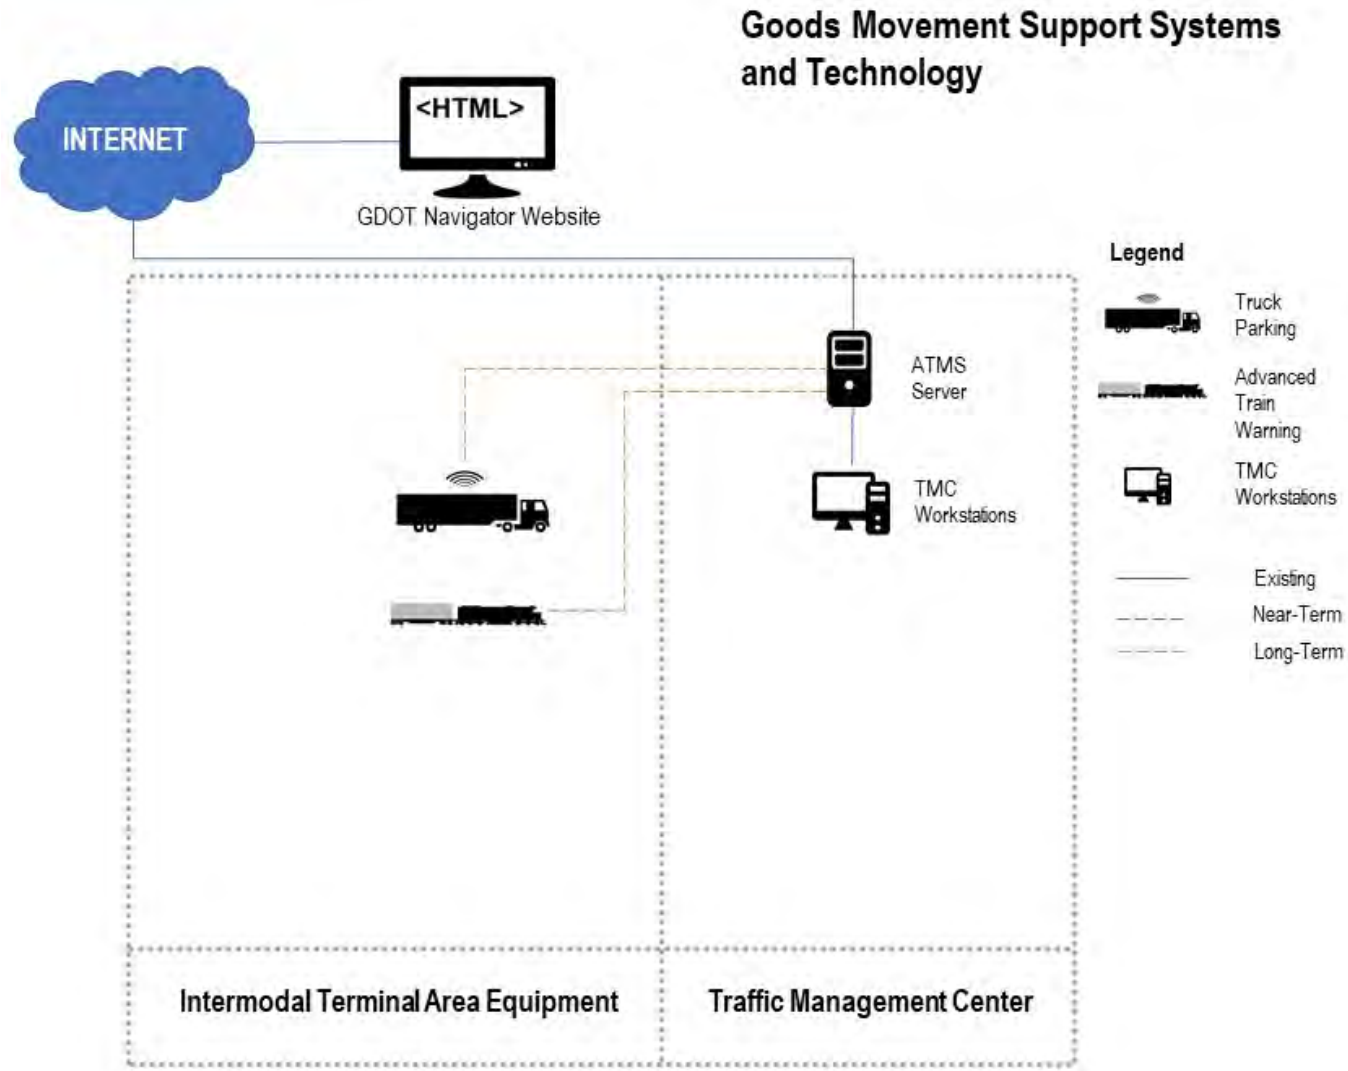 Goods Movement Support Systems
and Technology
INTERNET
<HTML>
GDOT Navigator Website
Legend
Truck
Parking
Advanced
Train
Warning
TMC
Workstations
Existing
Near-Term
Long-Term
ATMS
Server
TMC
Workstations
Intermodal Terminal Area Equipment
Traffic Management Center